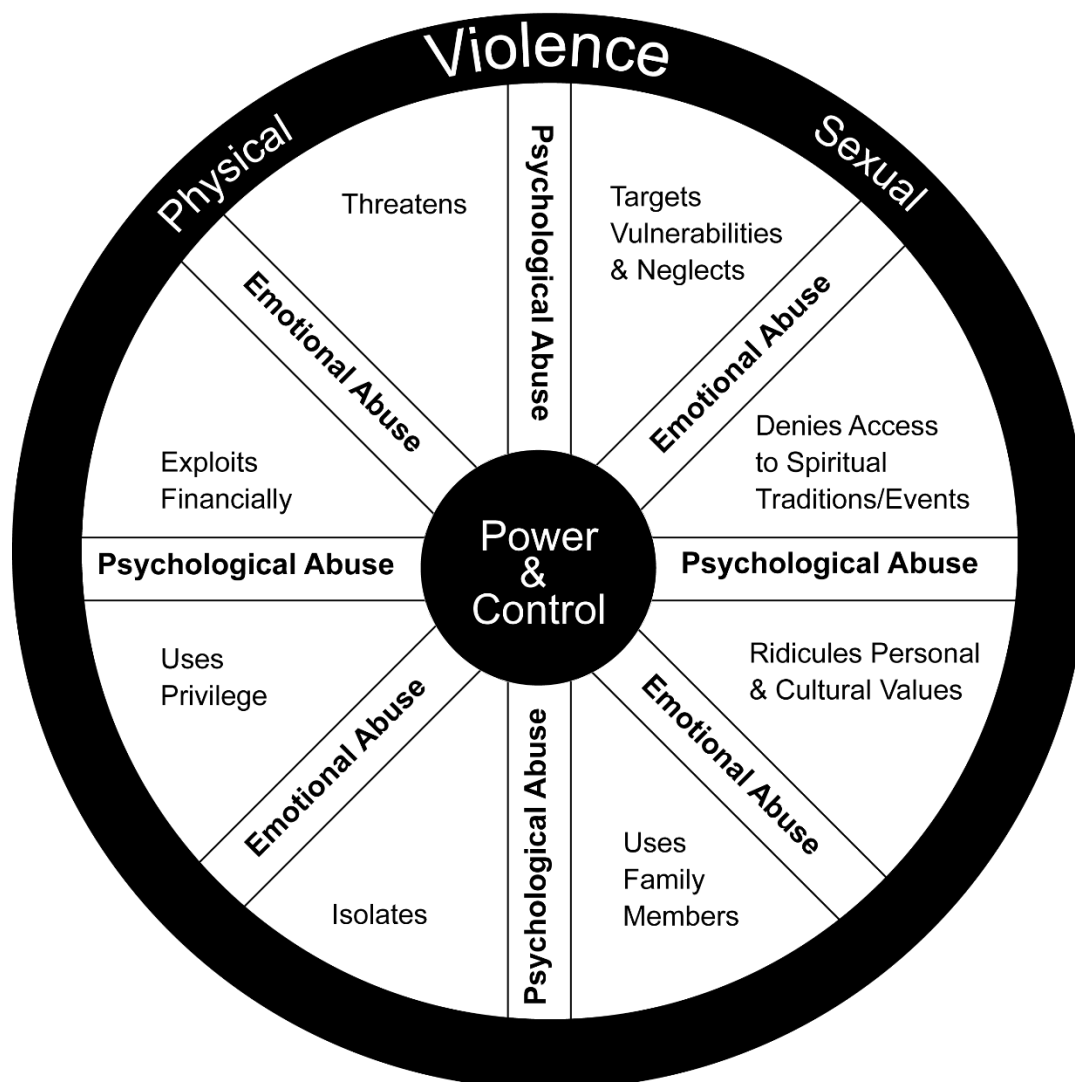 Violence
Physical
Sexual
Psychological Abuse
Threatens
Targets
Vulnerabilities
& Neglects
Emotional Abuse
Emotional Abuse
Exploits
Financially
Denies Access
to Spiritual
Traditions/Events
Psychological Abuse
Power
&
Control
Psychological Abuse
Uses
Privilege
Ridicules Personal
& Cultural Values
Emotional Abuse
Emotional Abuse
Psychological Abuse
Isolates
Uses
Family
Members